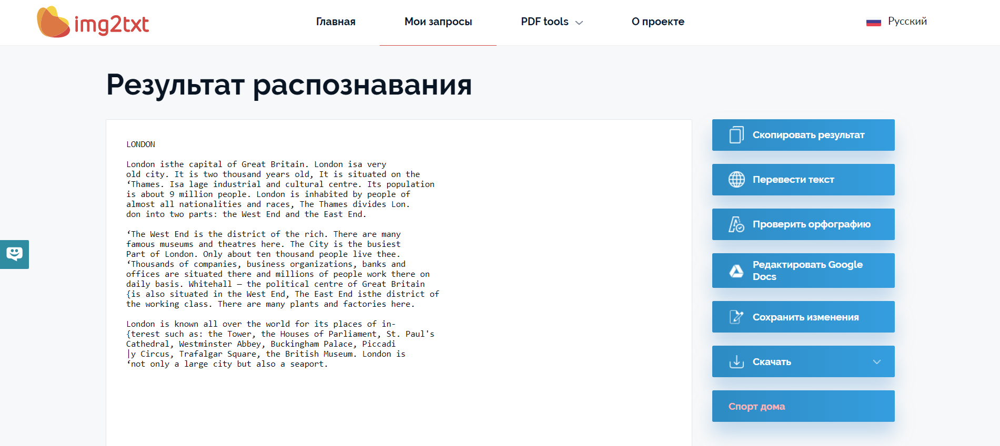 img2txt
Главная
Мои запросы
PDF tools
О проекте
Русский
Результат распознавания
LONDON
London isthe capital of Great Britain. London isa very
old city. It is two thousand years old, It is situated on the
‘Thames. Isa lage industrial and cultural centre. Its population
is about 9 million people. London is inhabited by people of
almost all nationalities and races, The Thames divides Lon.
don into two parts: the West End and the East End.
‘The West End is the district of the rich. There are many
famous museums and theatres here. The City is the busiest
Part of London. Only about ten thousand people live thee.
‘Thousands of companies, business organizations, banks and
offices are situated there and millions of people work there on
daily basis. Whitehall — the political centre of Great Britain
{is also situated in the West End, The East End isthe district of
the working class. There are many plants and factories here.
London is known all over the world for its places of in-
{terest such as: the Tower, the Houses of Parliament, St. Paul's
Cathedral, Westminster Abbey, Buckingham Palace, Piccadi
|y Circus, Trafalgar Square, the British Museum. London is
‘not only a large city but also a seaport.
Скопировать результат
Перевести текст
Проверить орфографию
Редактировать Google
Docs
Сохранить изменения
Скачать
Спорт дома